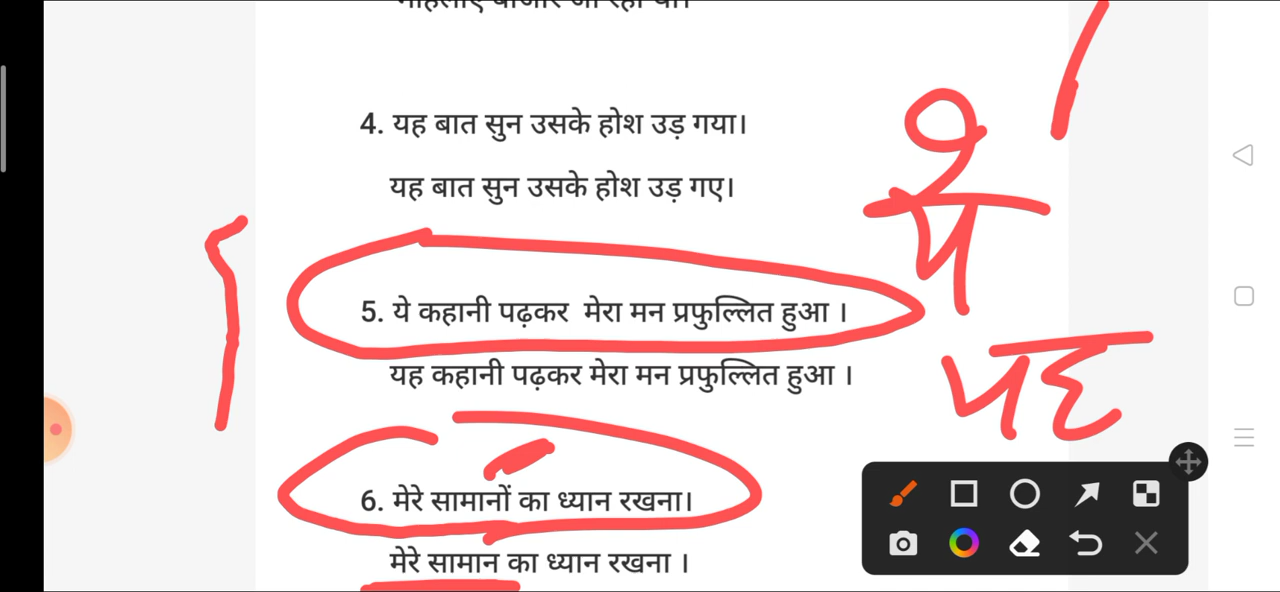 4. यह बात सुन उसके होश उड़ गया।
यह बात सुन उसके होश उड़ गए।
5. ये कहानी पढ़कर मेरा मन प्रफुल्लित हुआ ।
ये
यह कहानी पढ़कर मेरा मन प्रफुल्लित हुआ ।
यह
6. मेरे सामानों का ध्यान रखना।
मेरे सामान का ध्यान रखना ।